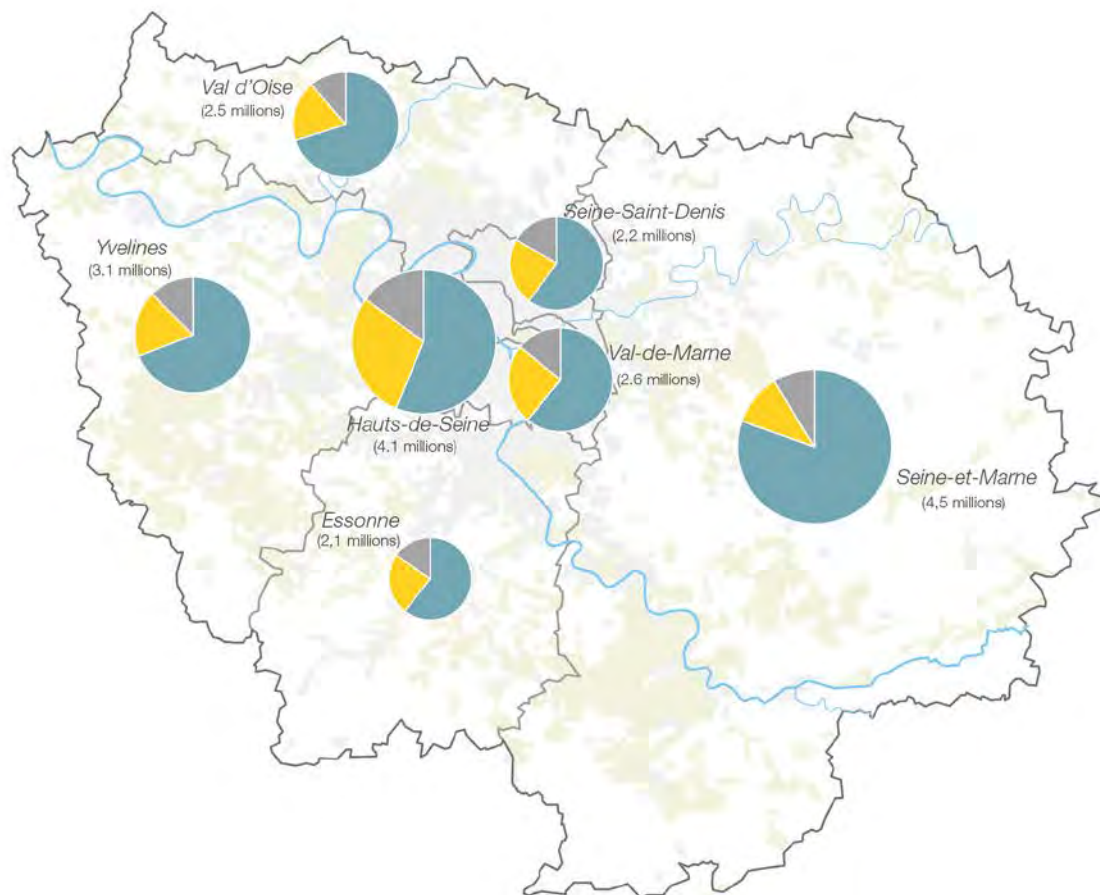 Val d'Oise
(2.5 millions)
Seine-Saint-Denis
(2,2 millions)
Yvelines
(3.1 millions)
Val-de-Marne
(2.6 millions)
Hauts-de-Seine
(4.1 millions)
Seine-et-Marne
(4,5 millions)
Essonne
(2,1 millions)